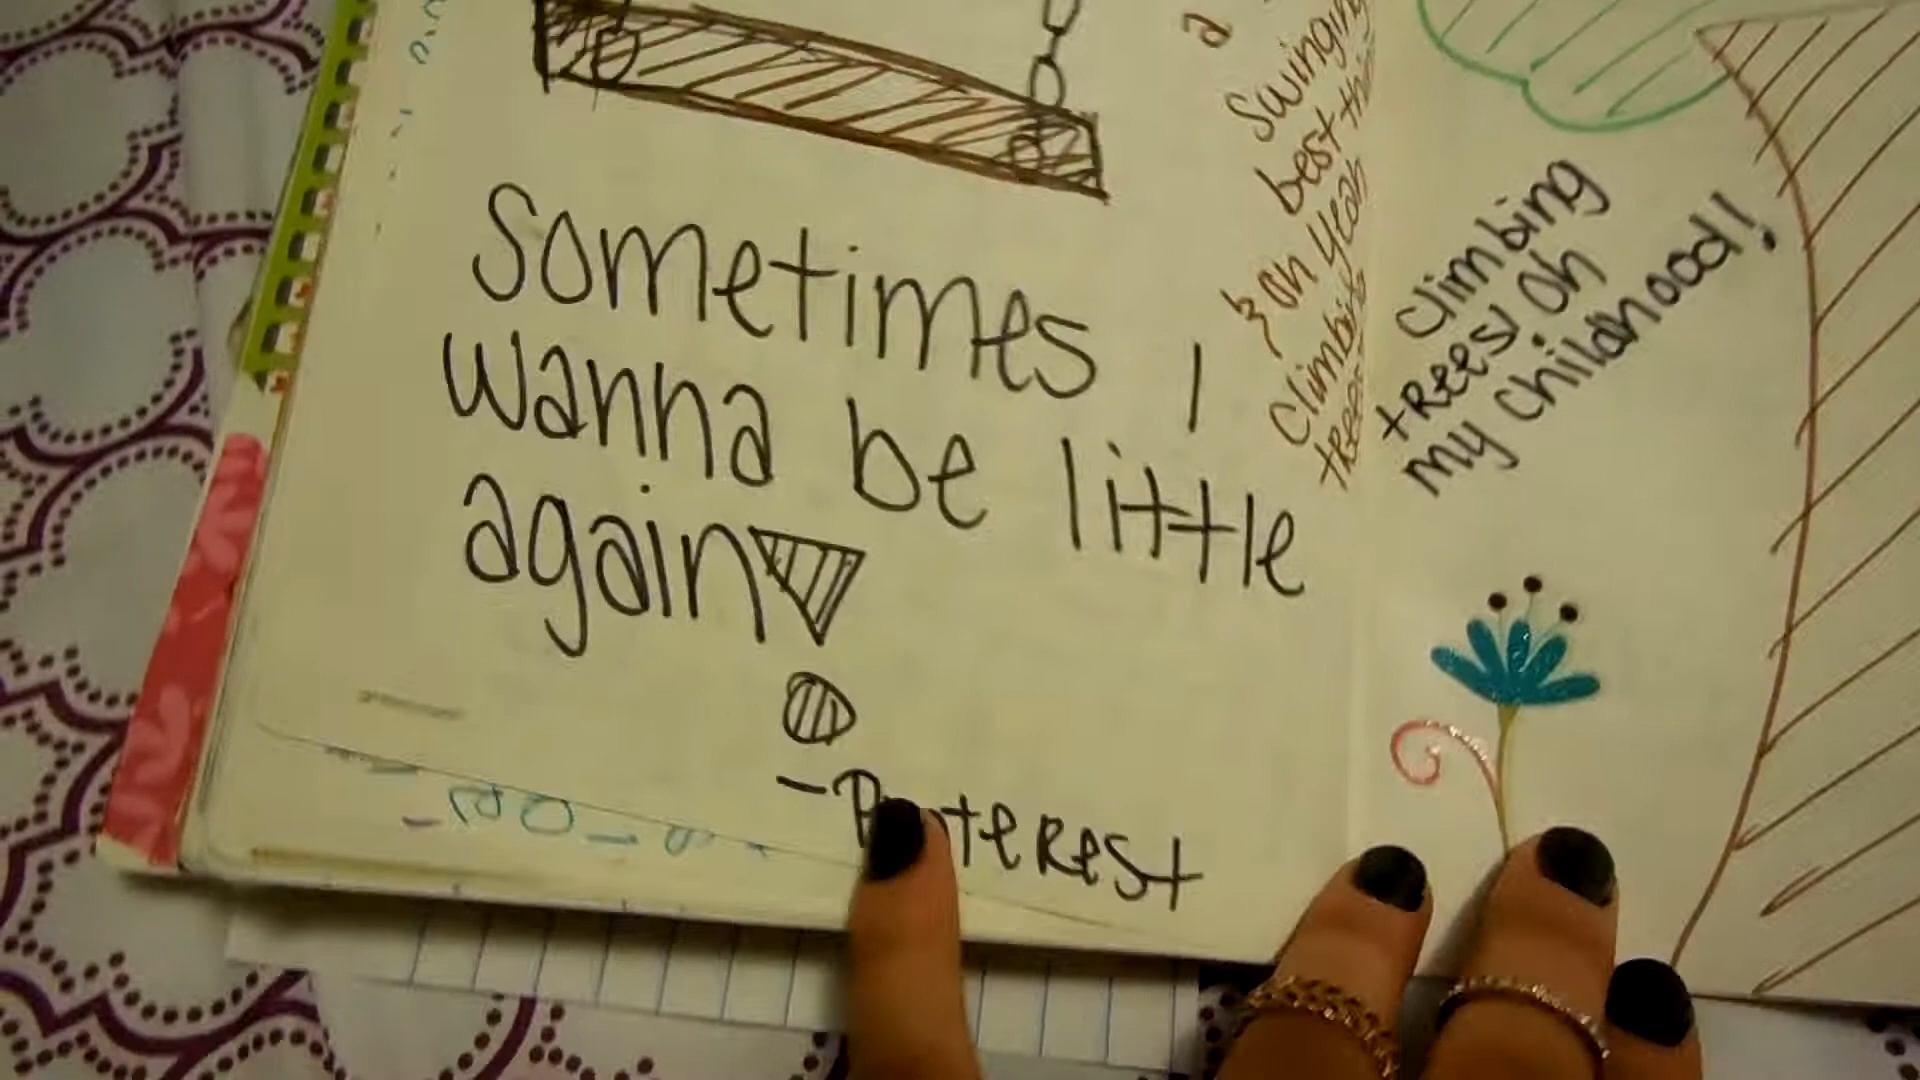 Sometimes I
wanna be little
again!
- Pinterest
a
Swinging
best
& Oh Yeah
Climbing
trees
Climbing
trees! Oh
my childhood!